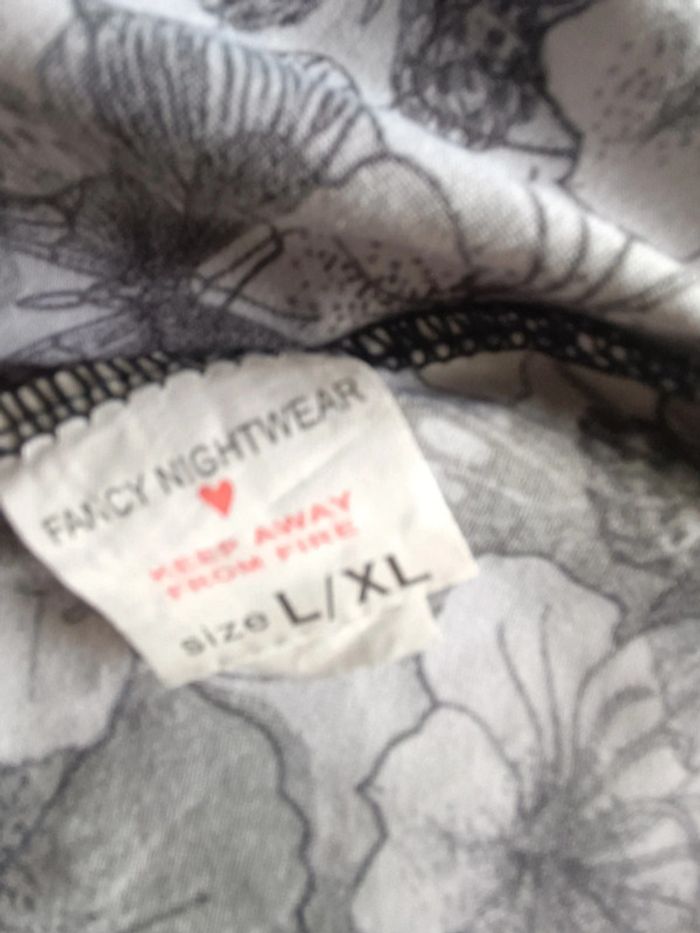 FANCY NIGHTWEAR
KEEP AWAY
FROM FIRE
size L/XL